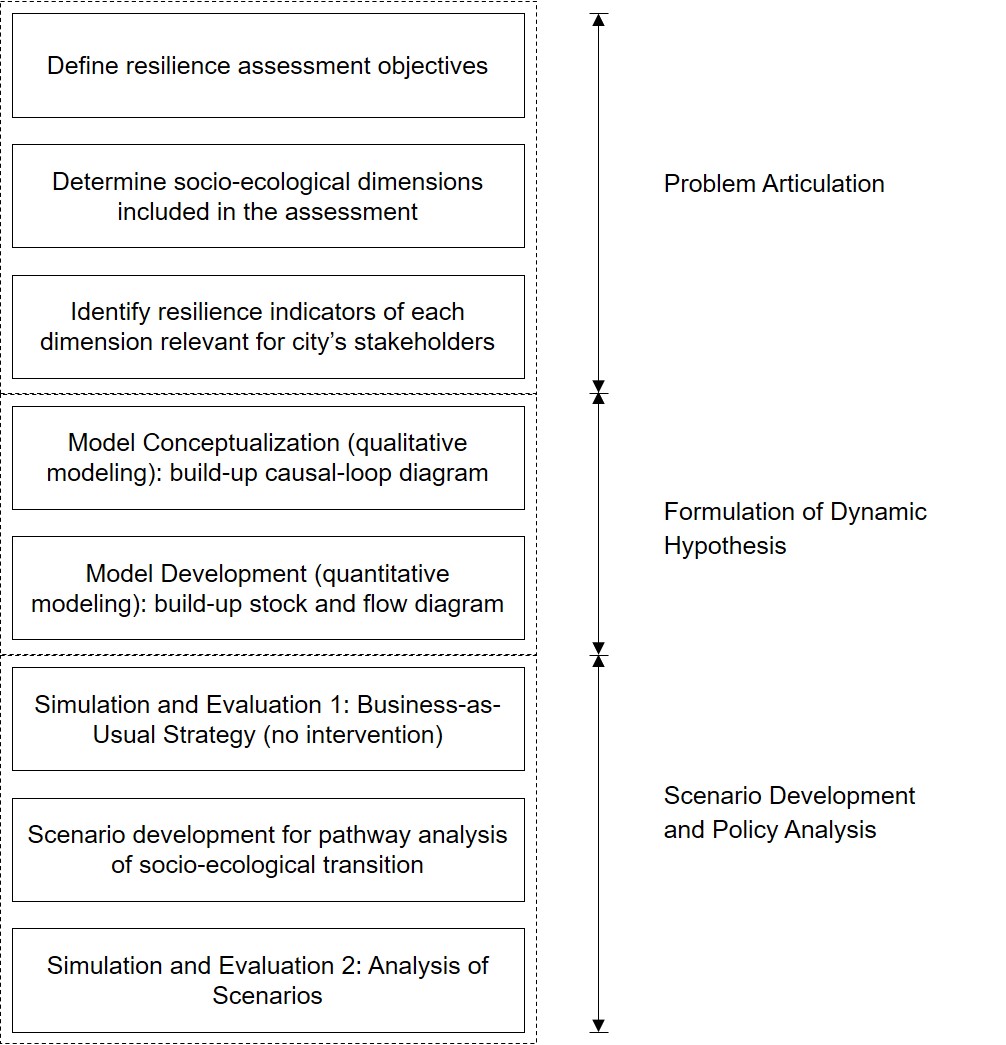 Define resilience assessment objectives
Determine socio-ecological dimensions
included in the assessment
Problem Articulation
Identify resilience indicators of each
dimension relevant for city’s stakeholders
Model Conceptualization (qualitative
modeling): build-up causal-loop diagram
Formulation of Dynamic
Hypothesis
Model Development (quantitative
modeling): build-up stock and flow diagram
Simulation and Evaluation 1: Business-as-
Usual Strategy (no intervention)
Scenario Development
and Policy Analysis
Scenario development for pathway analysis
of socio-ecological transition
Simulation and Evaluation 2: Analysis of
Scenarios